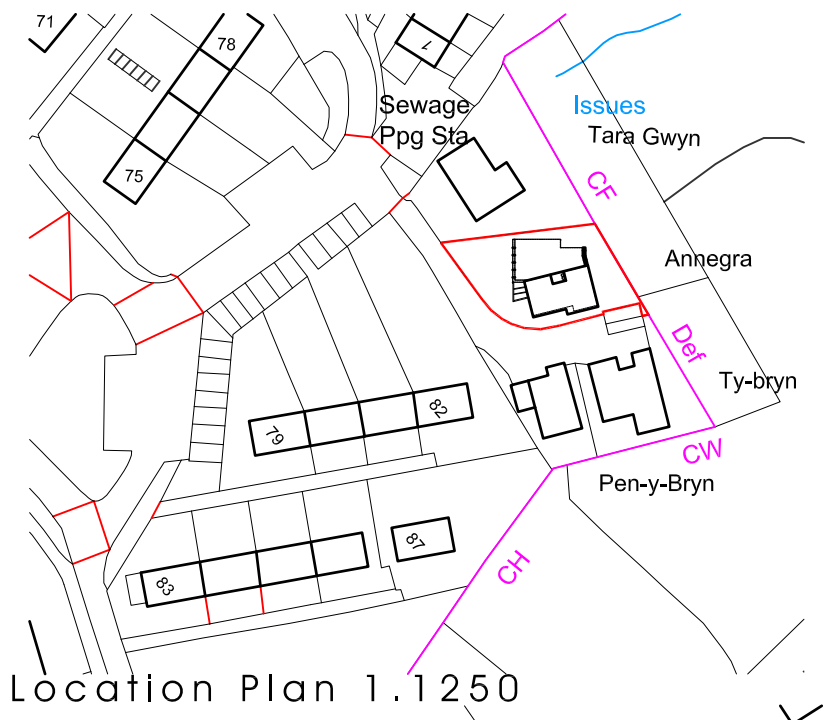 71
78
1
Sewage
Ppg Sta
Issues
Tara Gwyn
75
CF
Annegra
Def
Ty-bryn
82
79
CW
Pen-y-Bryn
87
CH
83
Location Plan 1.1250